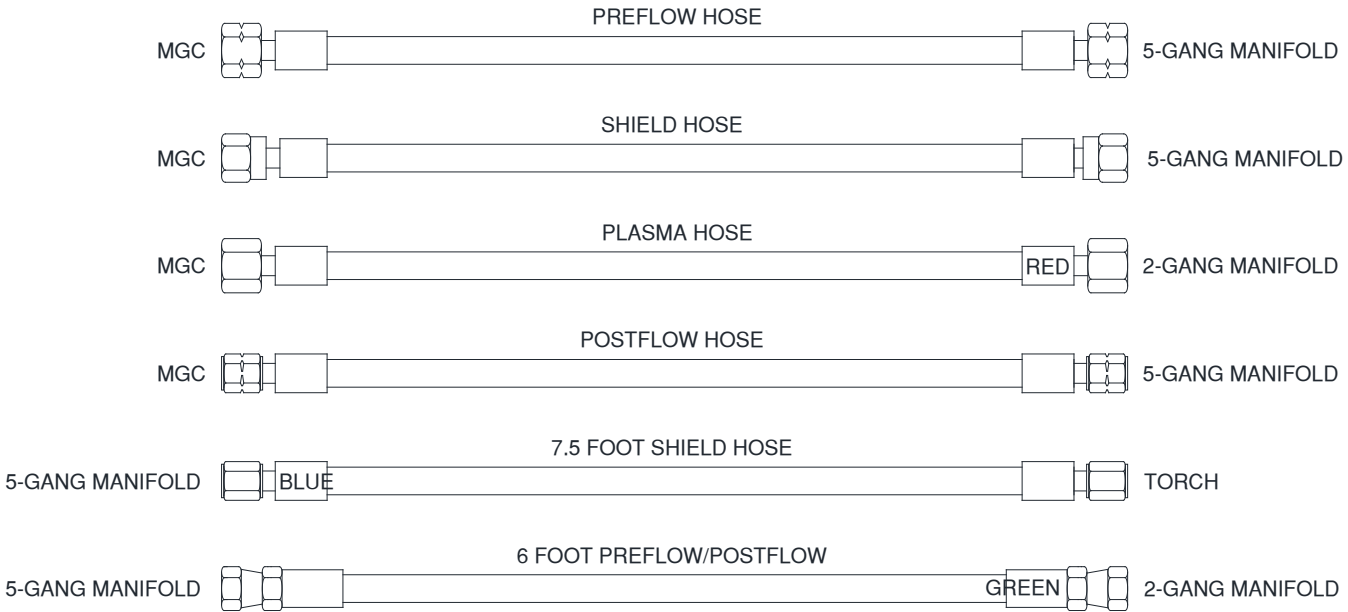 PREFLOW HOSE
MGC 5-GANG MANIFOLD
SHIELD HOSE
MGC 5-GANG MANIFOLD
PLASMA HOSE
MGC RED 2-GANG MANIFOLD
POSTFLOW HOSE
MGC 5-GANG MANIFOLD
7.5 FOOT SHIELD HOSE
5-GANG MANIFOLD BLUE TORCH
6 FOOT PREFLOW/POSTFLOW
5-GANG MANIFOLD GREEN 2-GANG MANIFOLD